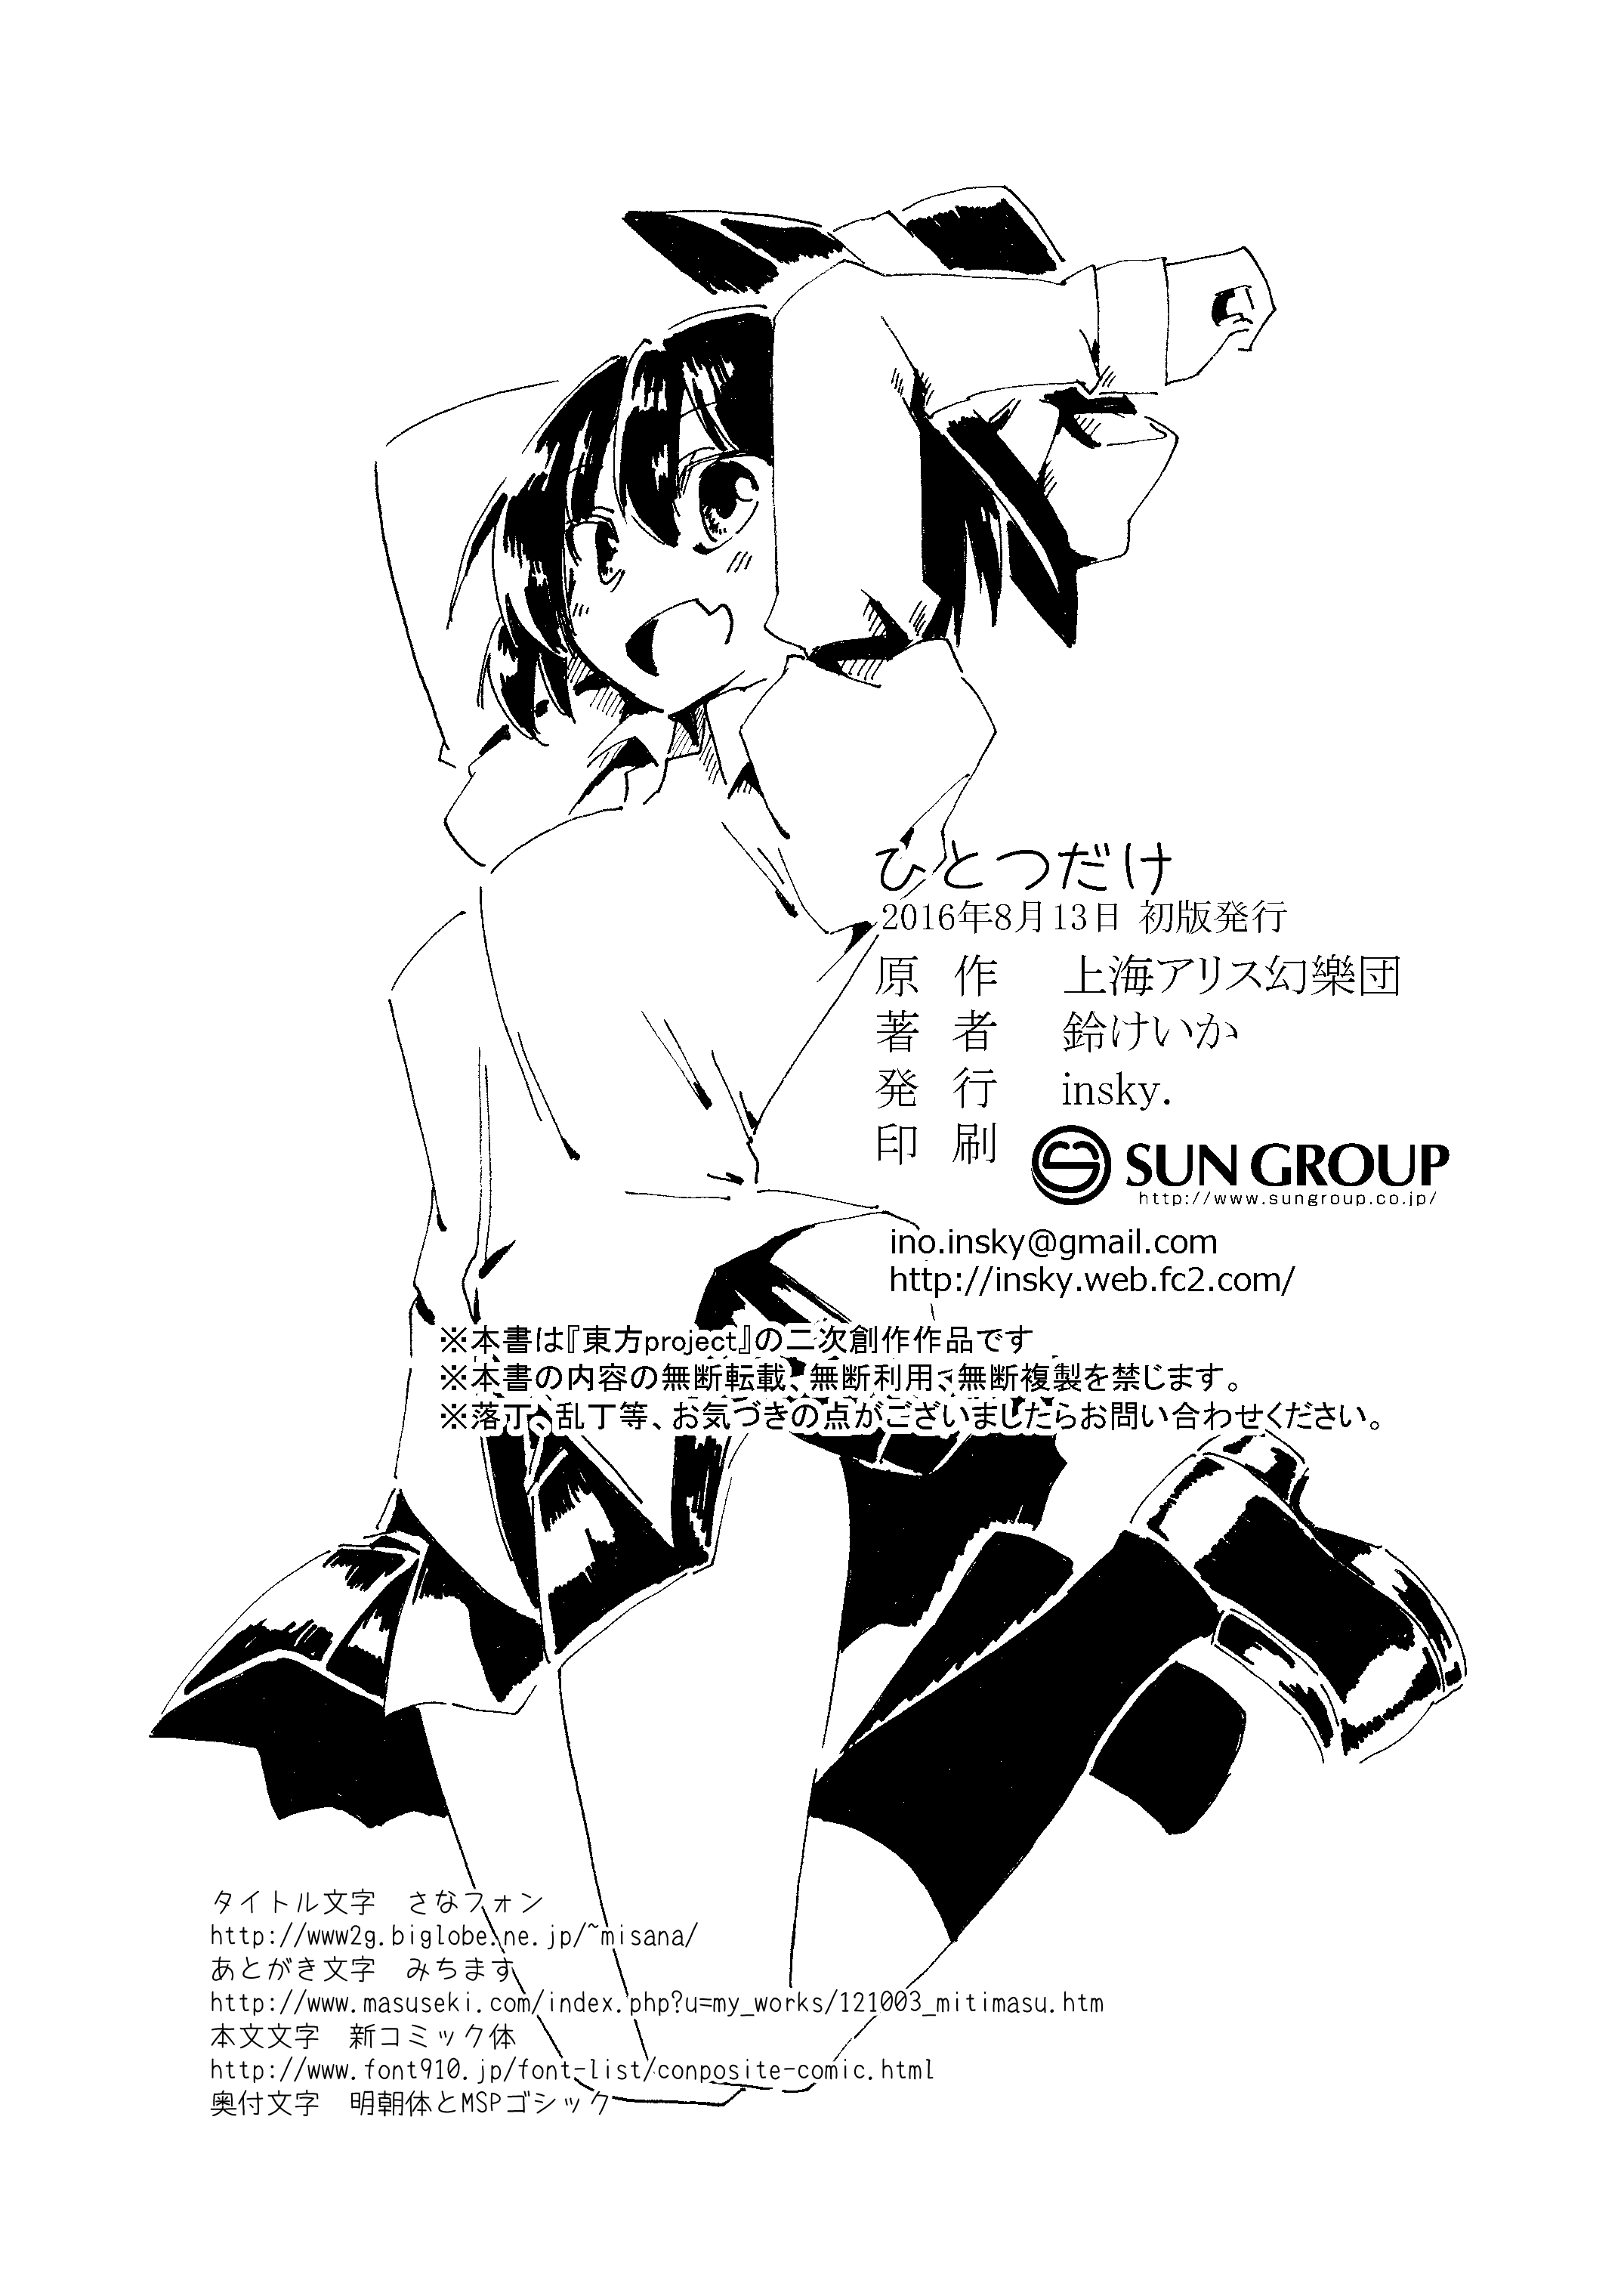 ひとつだけ
2016年8月13日 初版発行
原作 上海アリス幻樂団
著者 鈴けいか
発行 insky.
印刷 SUN GROUP
http://www.sungroup.co.jp/
ino.insky@gmail.com
http://insky.web.fc2.com/
※本書は『東方project』の二次創作作品です
※本書の内容の無断転載、無断利用、無断複製を禁じます。
※落丁、乱丁等、お気づきの点がございましたらお問い合わせください。
タイトル文字 さなフォン
http://www2g.biglobe.ne.jp/~misana/
あとがき文字 みちます
http://www.masuseki.com/index.php?u=my_works/121003_mitimasu.htm
本文文字 新コミック体
http://www.font910.jp/font-list/conposite-comic.html
奥付文字 明朝体とMSPゴシック